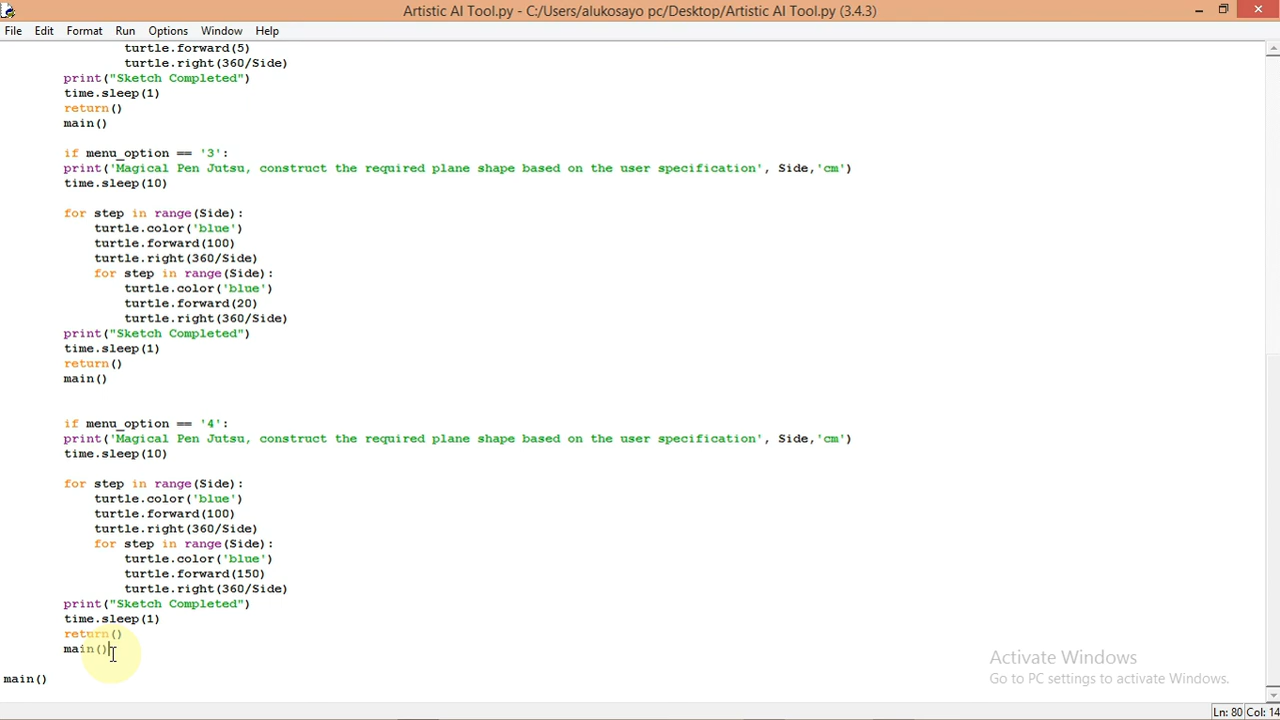 Artistic AI Tool.py - C:/Users/alukosayo pc/Desktop/Artistic AI Tool.py (3.4.3)
File Edit Format Run Options Window Help
turtle.forward(5)
turtle.right(360/Side)
print("Sketch Completed")
time.sleep(1)
return()
main()
if menu_option == '3':
print('Magical Pen Jutsu, construct the required plane shape based on the user specification', Side,'cm')
time.sleep(10)
for step in range(Side):
turtle.color('blue')
turtle.forward(100)
turtle.right(360/Side)
for step in range(Side):
turtle.color('blue')
turtle.forward(20)
turtle.right(360/Side)
print("Sketch Completed")
time.sleep(1)
return()
main()
if menu_option == '4':
print('Magical Pen Jutsu, construct the required plane shape based on the user specification', Side,'cm')
time.sleep(10)
for step in range(Side):
turtle.color('blue')
turtle.forward(100)
turtle.right(360/Side)
for step in range(Side):
turtle.color('blue')
turtle.forward(150)
turtle.right(360/Side)
print("Sketch Completed")
time.sleep(1)
return()
main()
main()
Activate Windows
Go to PC settings to activate Windows.
Ln: 80 Col: 14